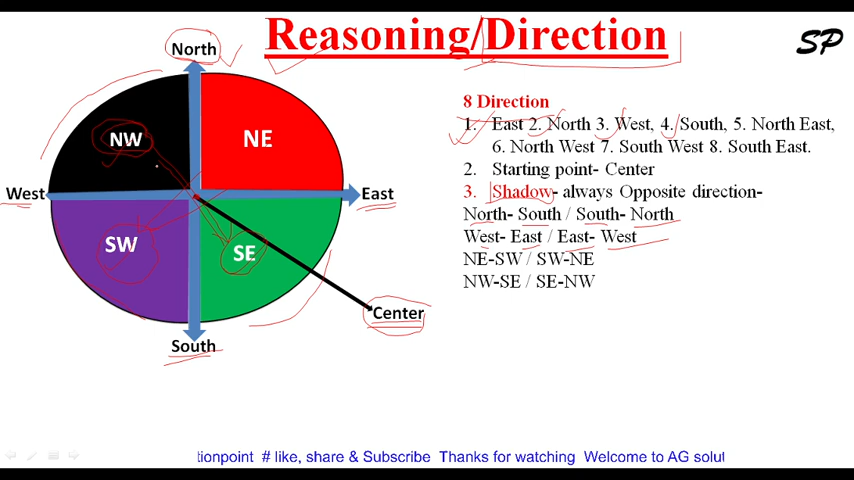 Reasoning/Direction
SP
North
NW
NE
West
East
SW
SE
Center
South
8 Direction
1. East 2. North 3. West, 4. South, 5. North East,
6. North West 7. South West 8. South East.
2. Starting point- Center
3. Shadow- always Opposite direction-
North- South / South- North
West- East / East- West
NE-SW / SW-NE
NW-SE / SE-NW
tionpoint # like, share & Subscribe Thanks for watching Welcome to AG solut